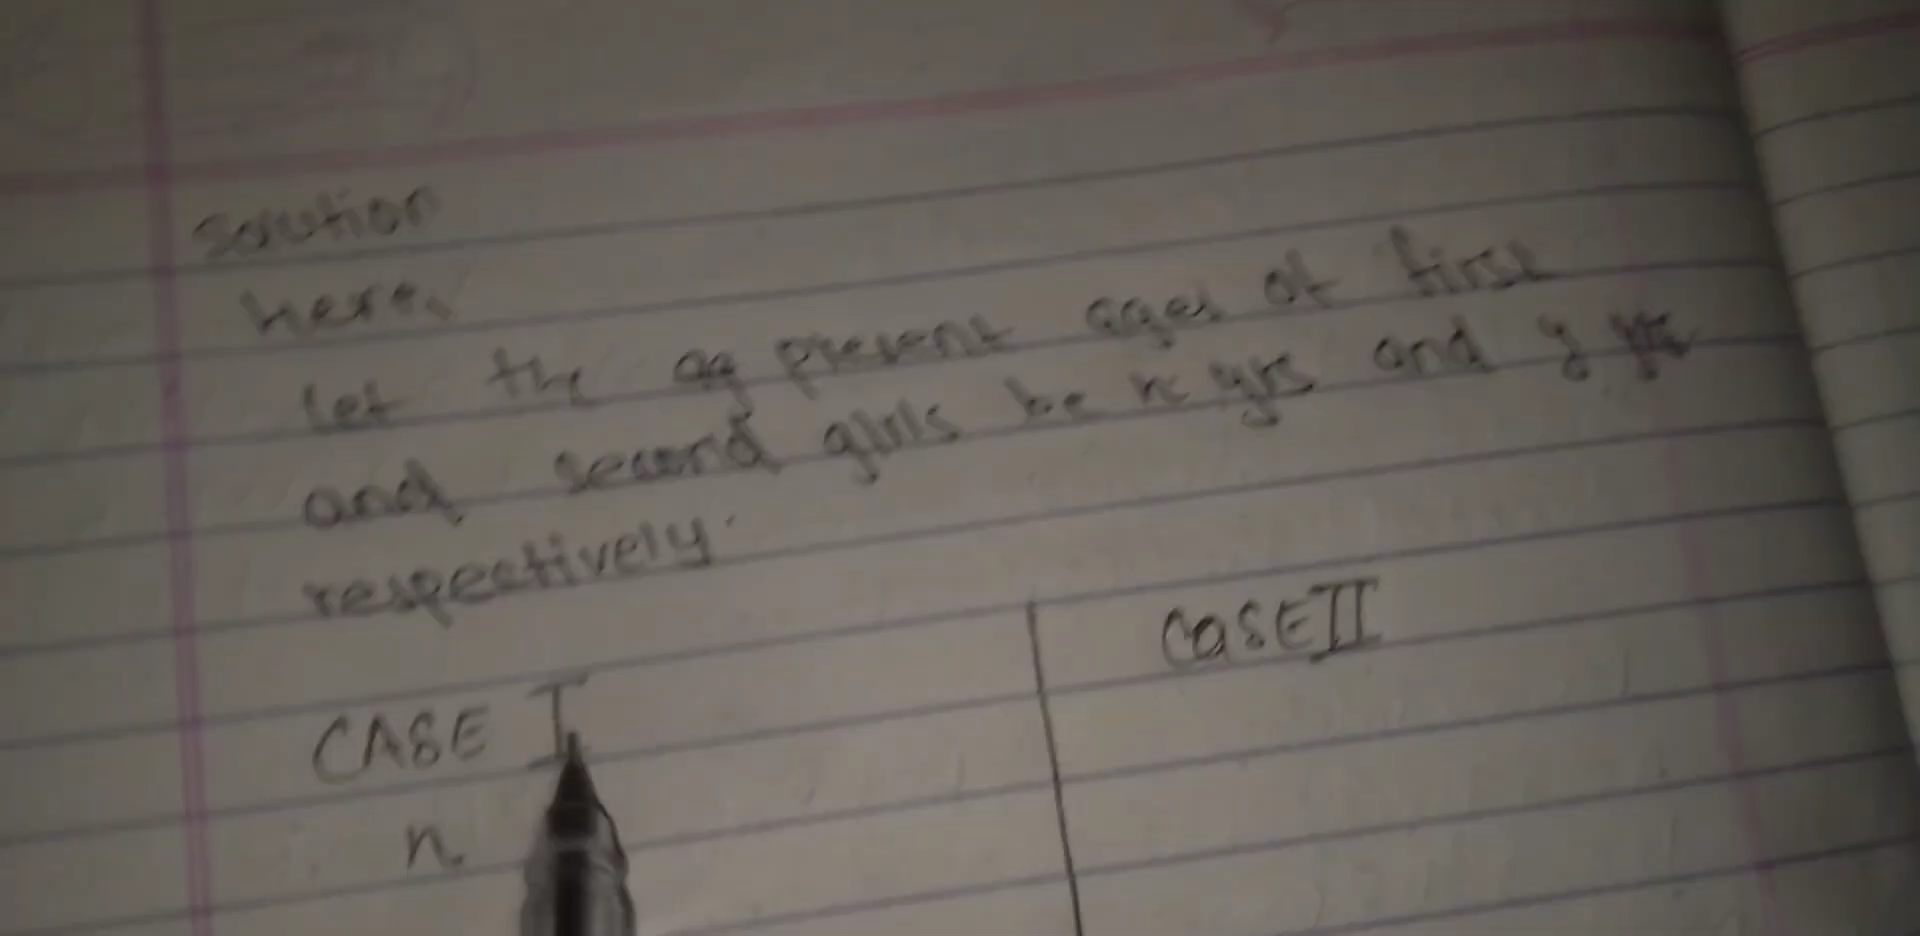 Solution
here,
Let the ag present ages of first
and second girls be x yrs and y yrs
respectively.
CASE I
CASE II
x